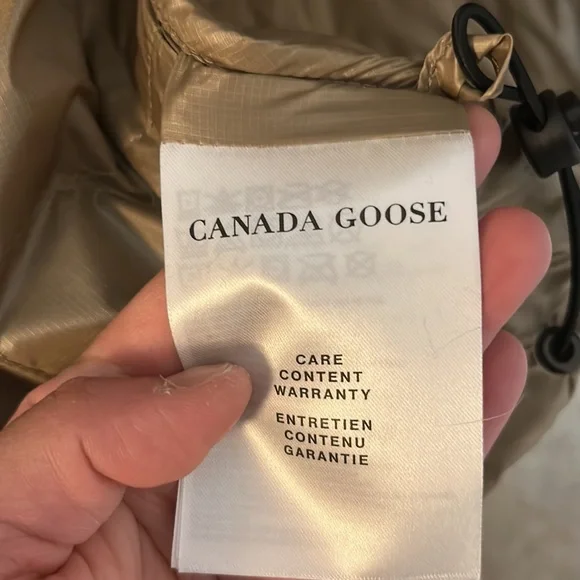 CANADA GOOSE
CARE
CONTENT
WARRANTY
ENTRETIEN
CONTENU
GARANTIE